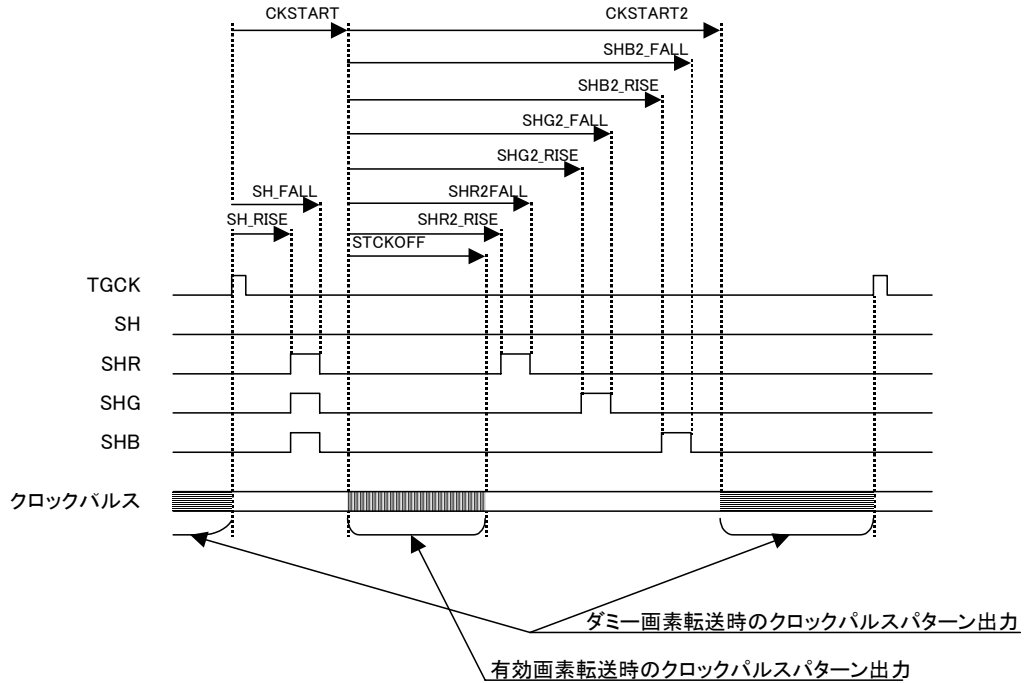 CKSTART
CKSTART2
SHB2_FALL
SHB2_RISE
SHG2_FALL
SHG2_RISE
SH_FALL
SHR2FALL
SH_RISE
SHR2_RISE
STCKOFF
TGCK
SH
SHR
SHG
SHB
クロックパルス
ダミー画素転送時のクロックパルスパターン出力
有効画素転送時のクロックパルスパターン出力